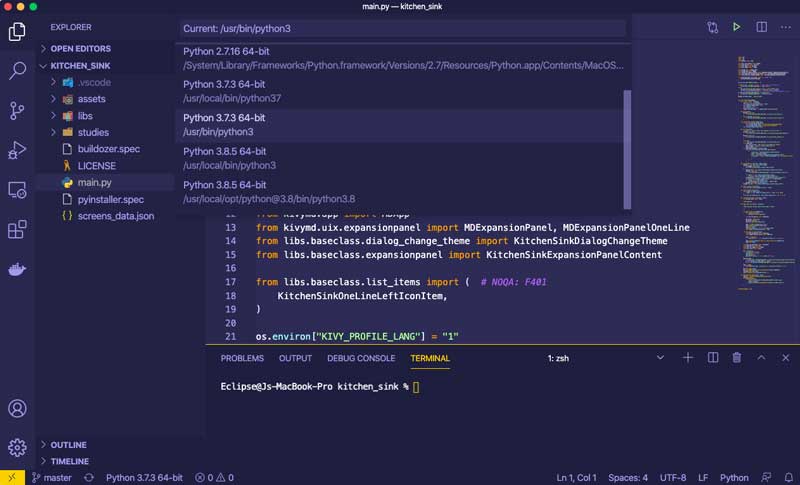 main.py — kitchen_sink
EXPLORER
Current: /usr/bin/python3
OPEN EDITORS
KITCHEN_SINK
.vscode
assets
libs
studies
buildozer.spec
LICENSE
main.py
pyinstaller.spec
screens_data.json
Python 2.7.16 64-bit
/System/Library/Frameworks/Python.framework/Versions/2.7/Resources/Python.app/Contents/MacOS...
Python 3.7.3 64-bit
/usr/local/bin/python37
Python 3.7.3 64-bit
/usr/bin/python3
Python 3.8.5 64-bit
/usr/local/bin/python3
Python 3.8.5 64-bit
/usr/local/opt/python@3.8/bin/python3.8
12 from kivymd.app import MDApp
13 from kivymd.uix.expansionpanel import MDExpansionPanel, MDExpansionPanelOneLine
14 from libs.baseclass.dialog_change_theme import KitchenSinkDialogChangeTheme
15 from libs.baseclass.expansionpanel import KitchenSinkExpansionPanelContent
16
17 from libs.baseclass.list_items import ( # NOQA: F401
18 KitchenSinkOneLineLeftIconItem,
19 )
20
21 os.environ["KIVY_PROFILE_LANG"] = "1"
PROBLEMS OUTPUT DEBUG CONSOLE TERMINAL 1: zsh
Eclipse@Js-MacBook-Pro kitchen_sink %
OUTLINE
TIMELINE
master Python 3.7.3 64-bit 0 0 Ln 1, Col 1 Spaces: 4 UTF-8 LF Python